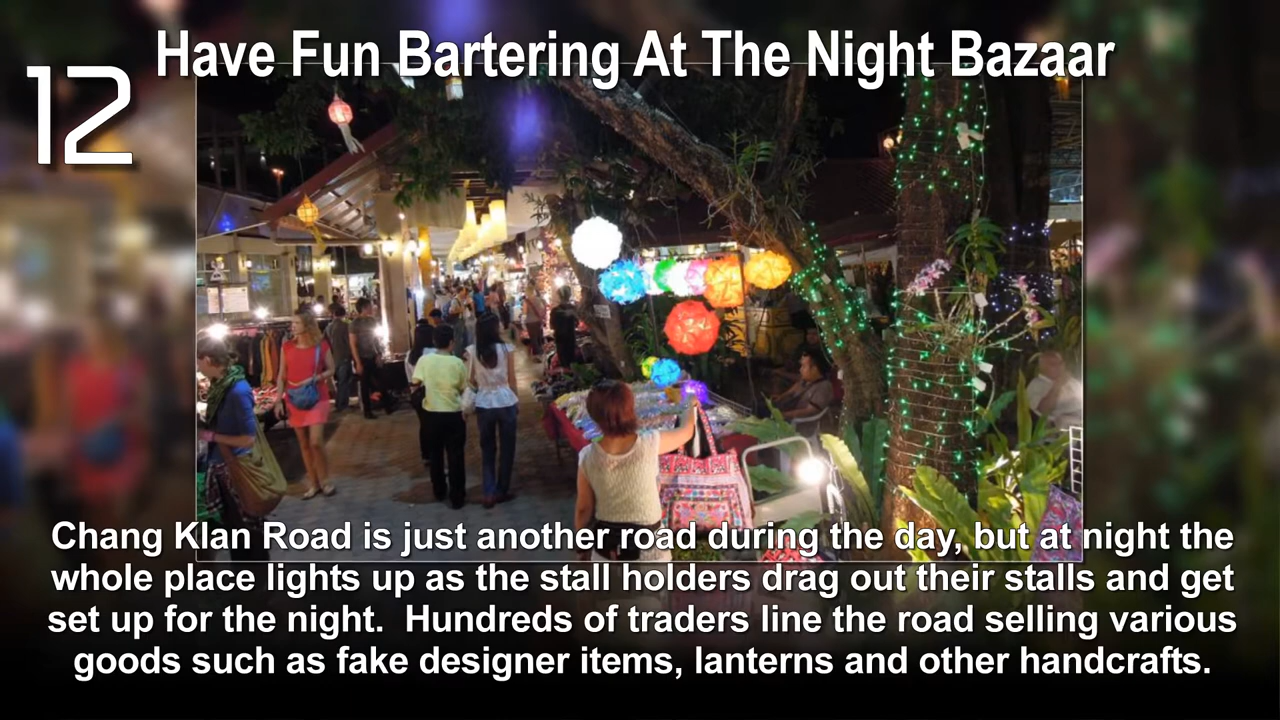 Have Fun Bartering At The Night Bazaar
12
Chang Klan Road is just another road during the day, but at night the
whole place lights up as the stall holders drag out their stalls and get
set up for the night.  Hundreds of traders line the road selling various
goods such as fake designer items, lanterns and other handcrafts.